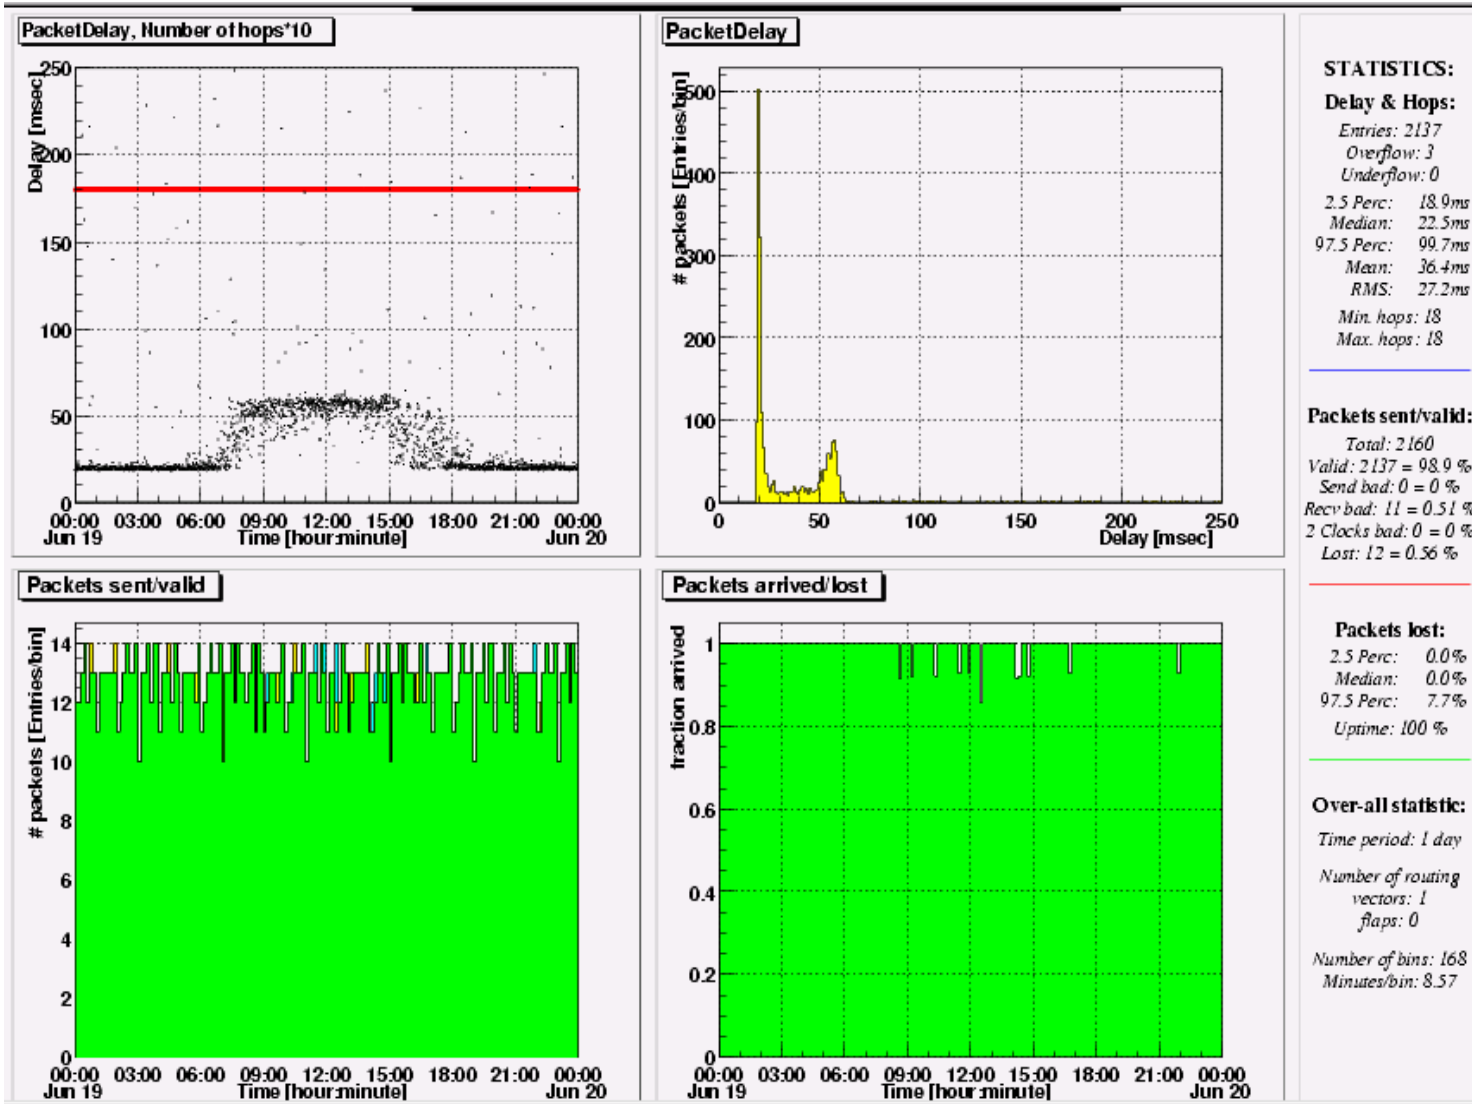 PacketDelay, Number of hops*10
Delay [msec]
250
200
150
100
50
0
00:00 03:00 06:00 09:00 12:00 15:00 18:00 21:00 00:00
Jun 19 Time [hour:minute] Jun 20
PacketDelay
# packets [Entries/bin]
500
400
300
200
100
0
0 50 100 150 200 250
Delay [msec]
Packets sent/valid
# packets [Entries/bin]
14
12
10
8
6
4
2
0
00:00 03:00 06:00 09:00 12:00 15:00 18:00 21:00 00:00
Jun 19 Time [hour:minute] Jun 20
Packets arrived/lost
fraction arrived
1
0.8
0.6
0.4
0.2
0
00:00 03:00 06:00 09:00 12:00 15:00 18:00 21:00 00:00
Jun 19 Time [hour:minute] Jun 20
STATISTICS:
Delay & Hops:
Entries: 2137
Overflow: 3
Underflow: 0
2.5 Perc: 18.9ms
Median: 22.5ms
97.5 Perc: 99.7ms
Mean: 36.4ms
RMS: 27.2ms
Min. hops: 18
Max. hops: 18
Packets sent/valid:
Total: 2160
Valid: 2137 = 98.9 %
Send bad: 0 = 0 %
Recv bad: 11 = 0.51 %
2 Clocks bad: 0 = 0 %
Lost: 12 = 0.56 %
Packets lost:
2.5 Perc: 0.0%
Median: 0.0%
97.5 Perc: 7.7%
Uptime: 100 %
Over-all statistic:
Time period: 1 day
Number of routing
vectors: 1
flaps: 0
Number of bins: 168
Minutes/bin: 8.57